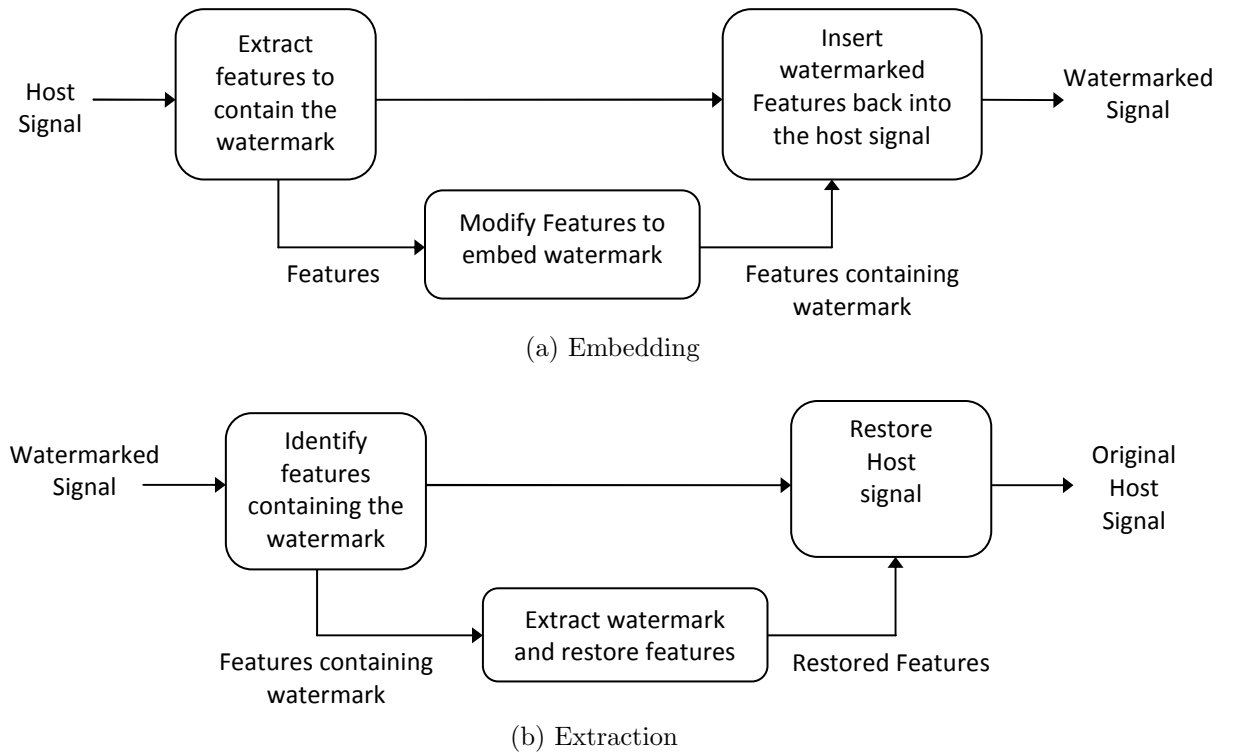 Host
Signal
Extract
features to
contain the
watermark
Insert
watermarked
Features back into
the host signal
Watermarked
Signal
Modify Features to
embed watermark
Features
Features containing
watermark
(a) Embedding
Watermarked
Signal
Identify
features
containing the
watermark
Restore
Host
signal
Original
Host
Signal
Extract watermark
and restore features
Features containing
watermark
Restored Features
(b) Extraction